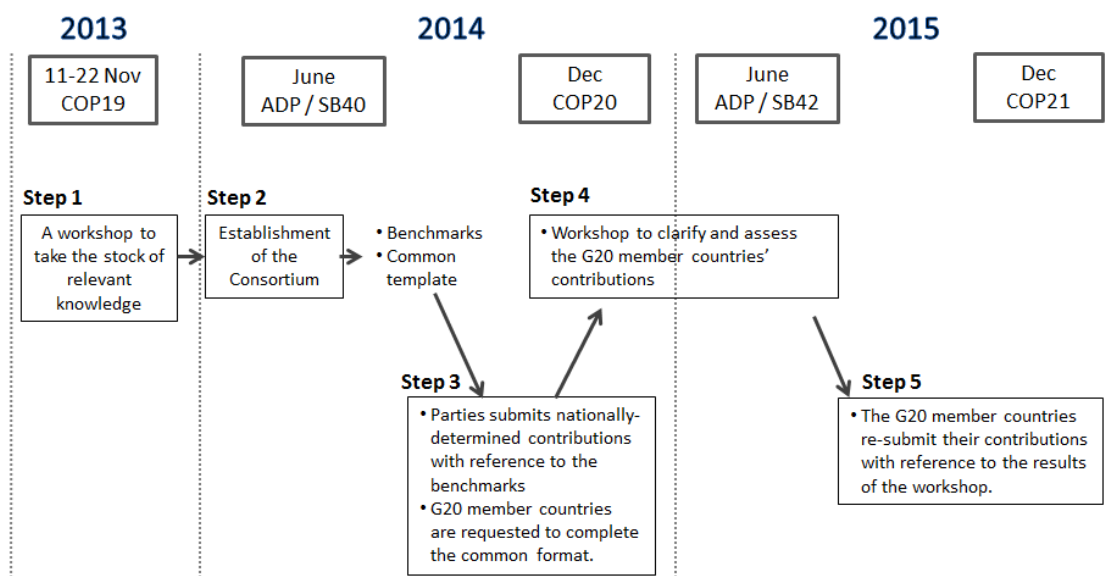 2013
2014
2015
11-22 Nov
COP19
June
ADP / SB40
Dec
COP20
June
ADP / SB42
Dec
COP21
Step 1
A workshop to
take the stock of
relevant
knowledge
Step 2
Establishment
of the
Consortium
• Benchmarks
• Common
template
Step 3
• Parties submits nationally-
determined contributions
with reference to the
benchmarks
• G20 member countries
are requested to complete
the common format.
Step 4
• Workshop to clarify and assess
the G20 member countries'
contributions
Step 5
• The G20 member countries
re-submit their contributions
with reference to the results
of the workshop.